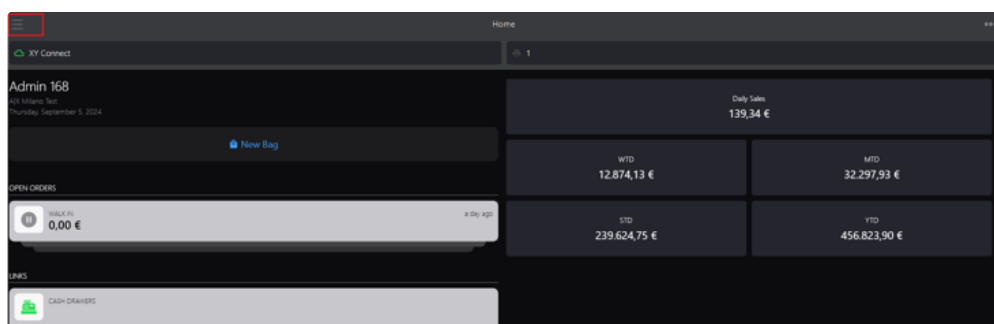 Home
XY Connect
1
Admin 168
A|X Milano Test
Thursday, September 5, 2024
New Bag
OPEN ORDERS
WALK IN
0,00 €
a day ago
LINKS
CASH DRAWERS
Daily Sales
139,34 €
WTD
12.874,13 €
MTD
32.297,93 €
STD
239.624,75 €
YTD
456.823,90 €